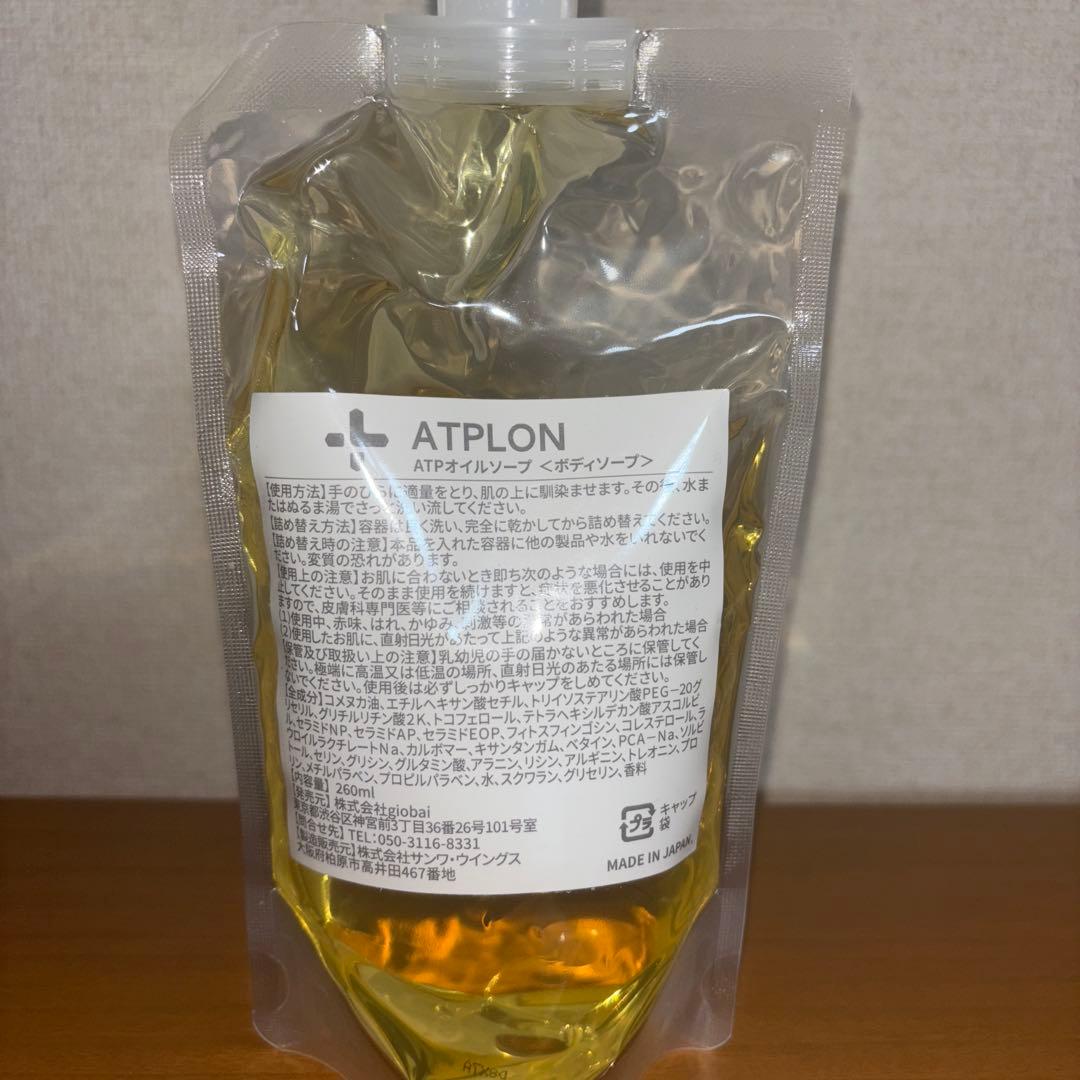 ATPLON
ATPオイルソープ <ボディソープ>
【使用方法】手のひらに適量をとり、肌の上に馴染ませます。その後、水ま
たはぬるま湯でさっと洗い流してください。
【詰め替え方法】容器は良く洗い、完全に乾かしてから詰め替えてください。
【詰め替え時の注意】本品を入れた容器に他の製品や水をいれないでく
ださい。変質の恐れがあります。
【使用上の注意】お肌に合わないとき即ち次のような場合には、使用を中
止してください。そのまま使用を続けますと、症状を悪化させることがあり
ますので、皮膚科専門医等にご相談されることをおすすめします。
(1)使用中、赤味、はれ、かゆみ、刺激等の異常があらわれた場合
(2)使用したお肌に、直射日光があたって上記のような異常があらわれた場合
【保管及び取扱い上の注意】乳幼児の手の届かないところに保管してく
ださい。極端に高温又は低温の場所、直射日光のあたる場所には保管し
ないでください。使用後は必ずしっかりキャップをしめてください。
【全成分】コメヌカ油、エチルヘキサン酸セチル、トリイソステアリン酸PEG-20グ
リセリル、グリチルリチン酸2K、トコフェロール、テトラヘキシルデカン酸アスコルビ
ル、セラミドNP、セラミドAP、セラミドEOP、フィトスフィンゴシン、コレステロール、ラ
ウロイルラクチレートNa、カルボマー、キサンタンガム、ベタイン、PCA-Na、ソルビ
トール、セリン、グリシン、グルタミン酸、アラニン、リシン、アルギニン、トレオニン、プロ
リン、メチルパラベン、プロピルパラベン、水、スクワラン、グリセリン、香料
【内容量】260ml
【発売元】株式会社giobai
東京都渋谷区神宮前3丁目36番26号101号室
【問合せ先】TEL:050-3116-8331
【製造販売元】株式会社サンワ・ウイングス
大阪府柏原市高井田467番地
プラ
キャップ
袋
MADE IN JAPAN.